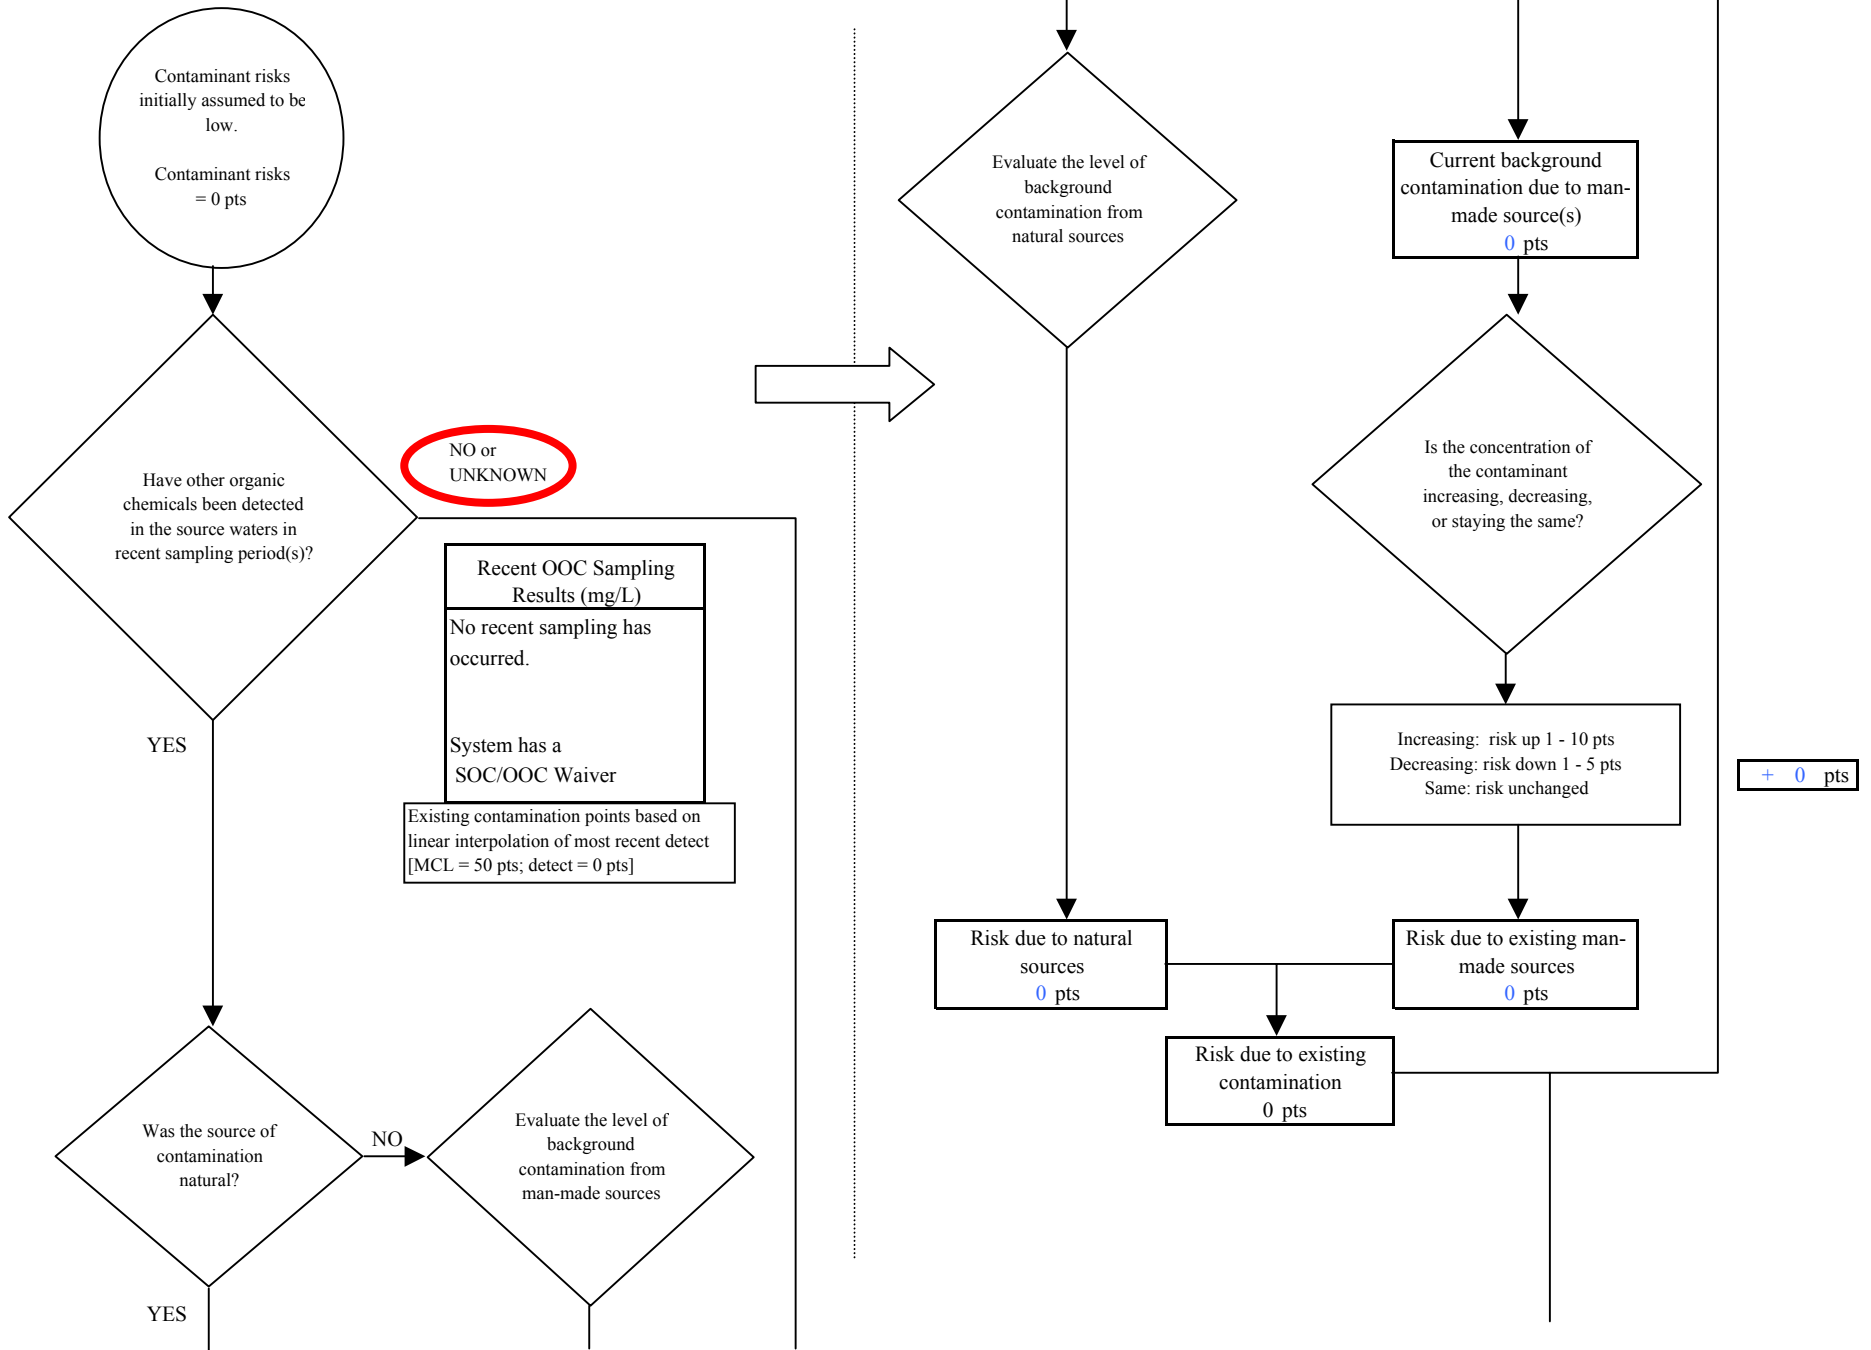 Contaminant risks
initially assumed to be
low.
Contaminant risks
= 0 pts
Have other organic
chemicals been detected
in the source waters in
recent sampling period(s)?
NO or
UNKNOWN
Recent OOC Sampling
Results (mg/L)
No recent sampling has
occurred.
System has a
SOC/OOC Waiver
Existing contamination points based on
linear interpolation of most recent detect
[MCL = 50 pts; detect = 0 pts]
YES
Was the source of
contamination
natural?
NO
Evaluate the level of
background
contamination from
man-made sources
YES
Evaluate the level of
background
contamination from
natural sources
Current background
contamination due to man-
made source(s)
0 pts
Is the concentration of
the contaminant
increasing, decreasing,
or staying the same?
Increasing: risk up 1 - 10 pts
Decreasing: risk down 1 - 5 pts
Same: risk unchanged
+ 0 pts
Risk due to natural
sources
0 pts
Risk due to existing man-
made sources
0 pts
Risk due to existing
contamination
0 pts